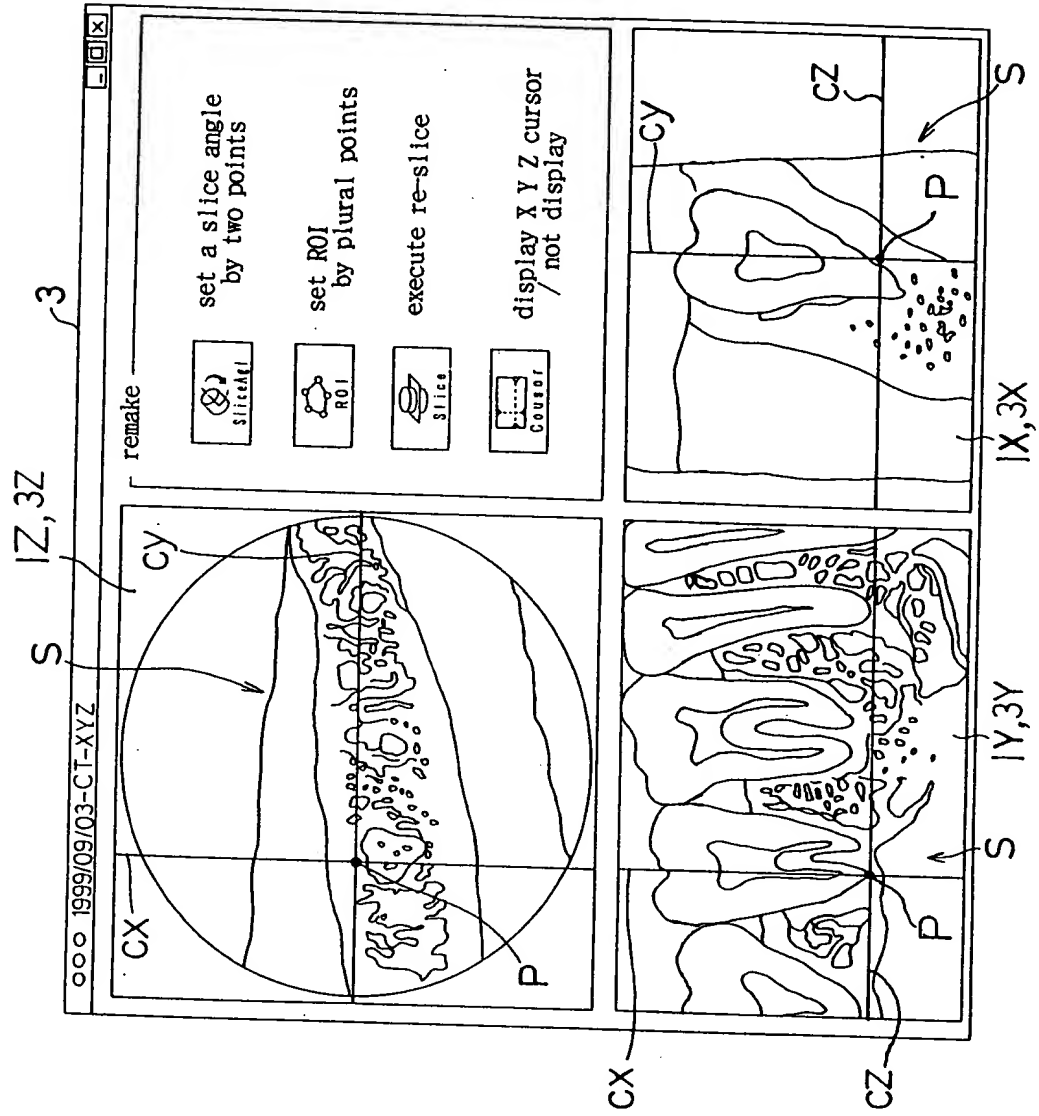 3
○○○ 1999/09/03-CT-XYZ
1Z, 3Z
S
CX
Cy
P
remake
SliceAgl
set a slice angle
by two points
ROI
set ROI
by plural points
Slice
execute re-slice
Cousor
display X Y Z cursor
/ not display
CX
CZ
P
S
1Y, 3Y
Cy
CZ
P
S
1X, 3X